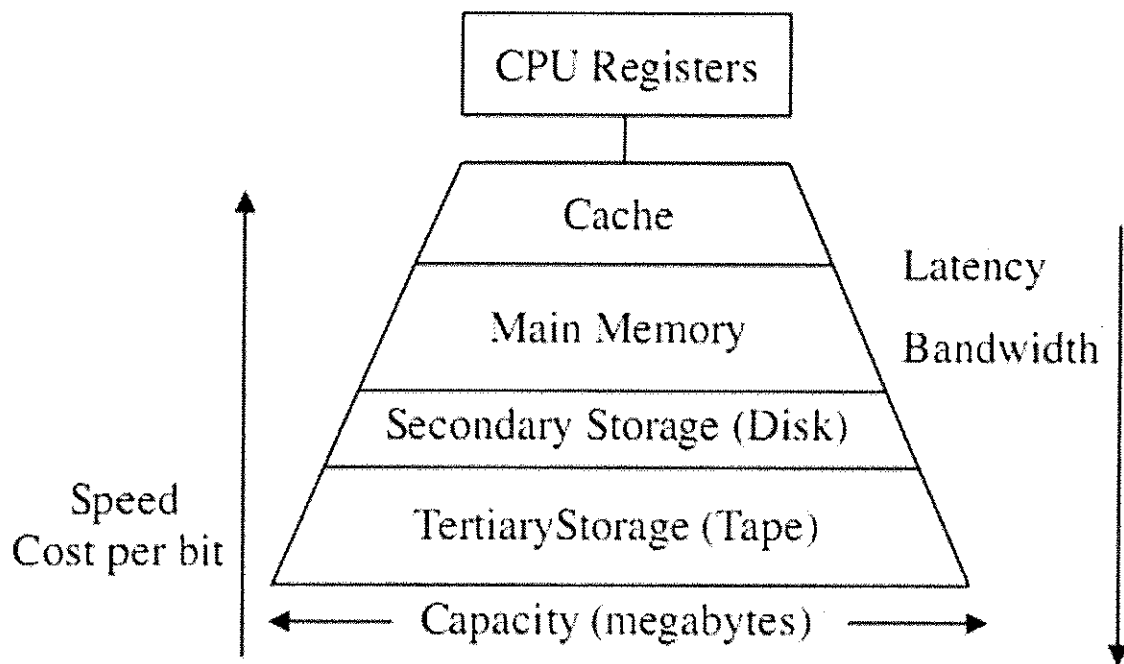 CPU Registers
Cache
Latency
Main Memory
Bandwidth
Secondary Storage (Disk)
Speed
TertiaryStorage (Tape)
Cost per bit
Capacity (megabytes)